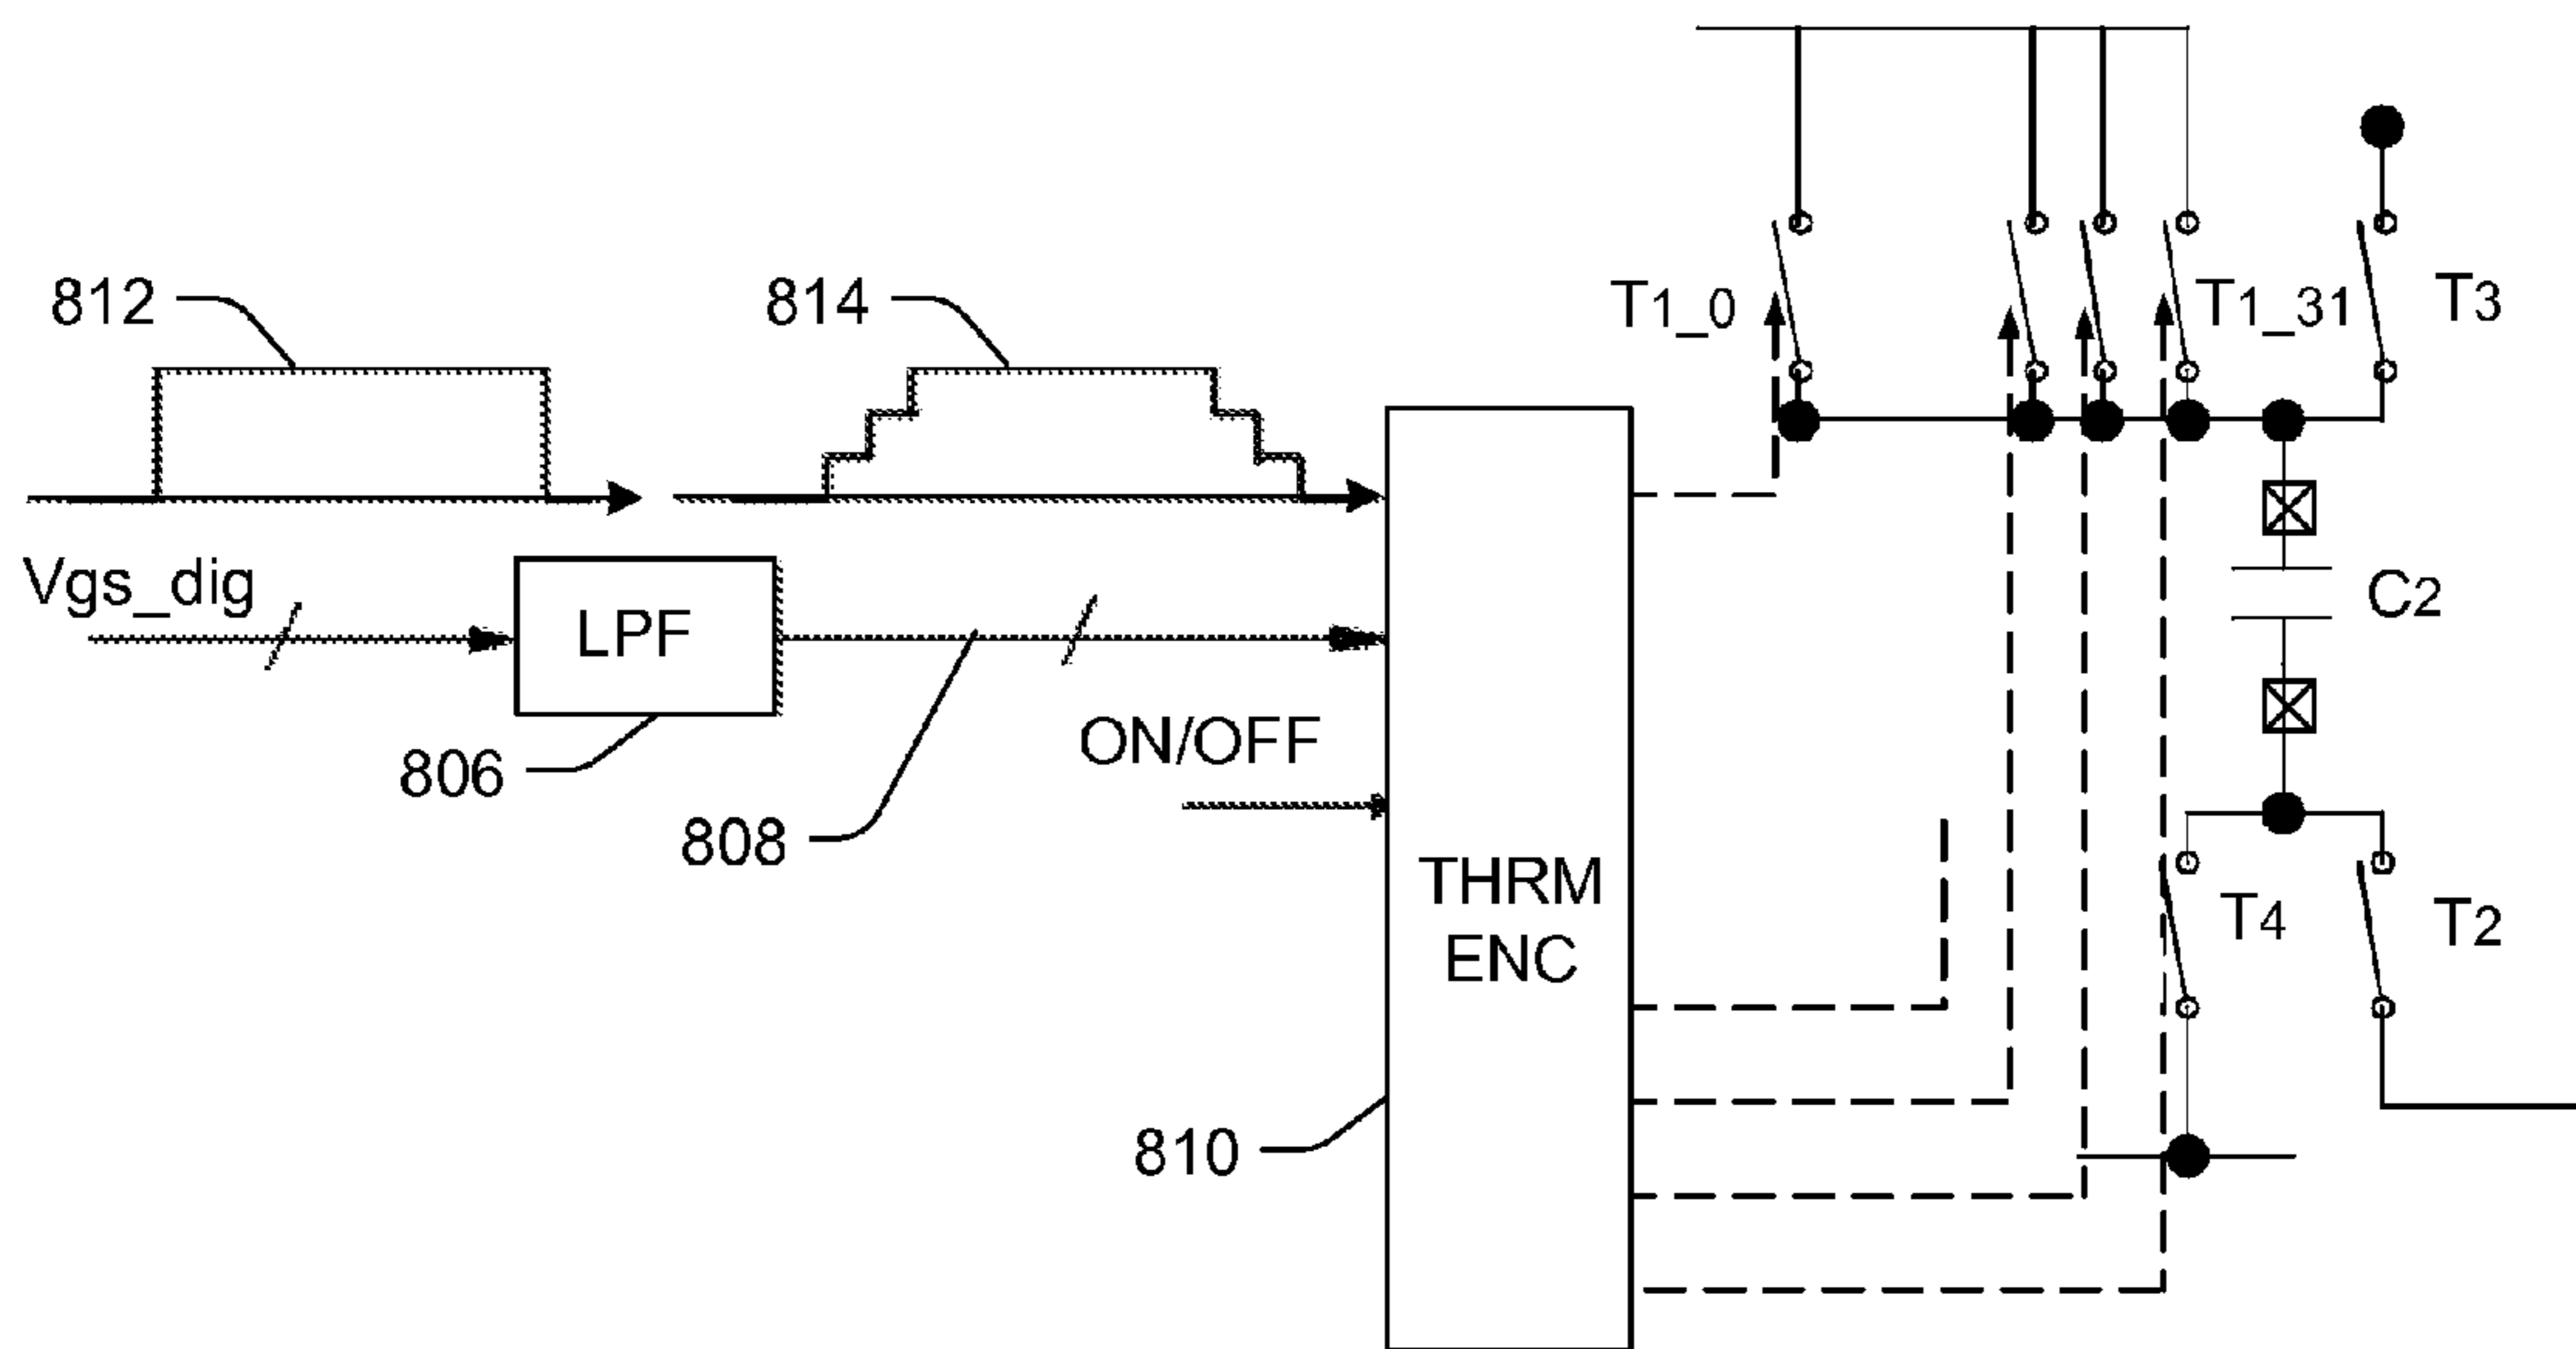 812
814
T1_0
T1_31
T3
Vgs_dig
LPF
C2
806
808
ON/OFF
THRM
ENC
T4
T2
810